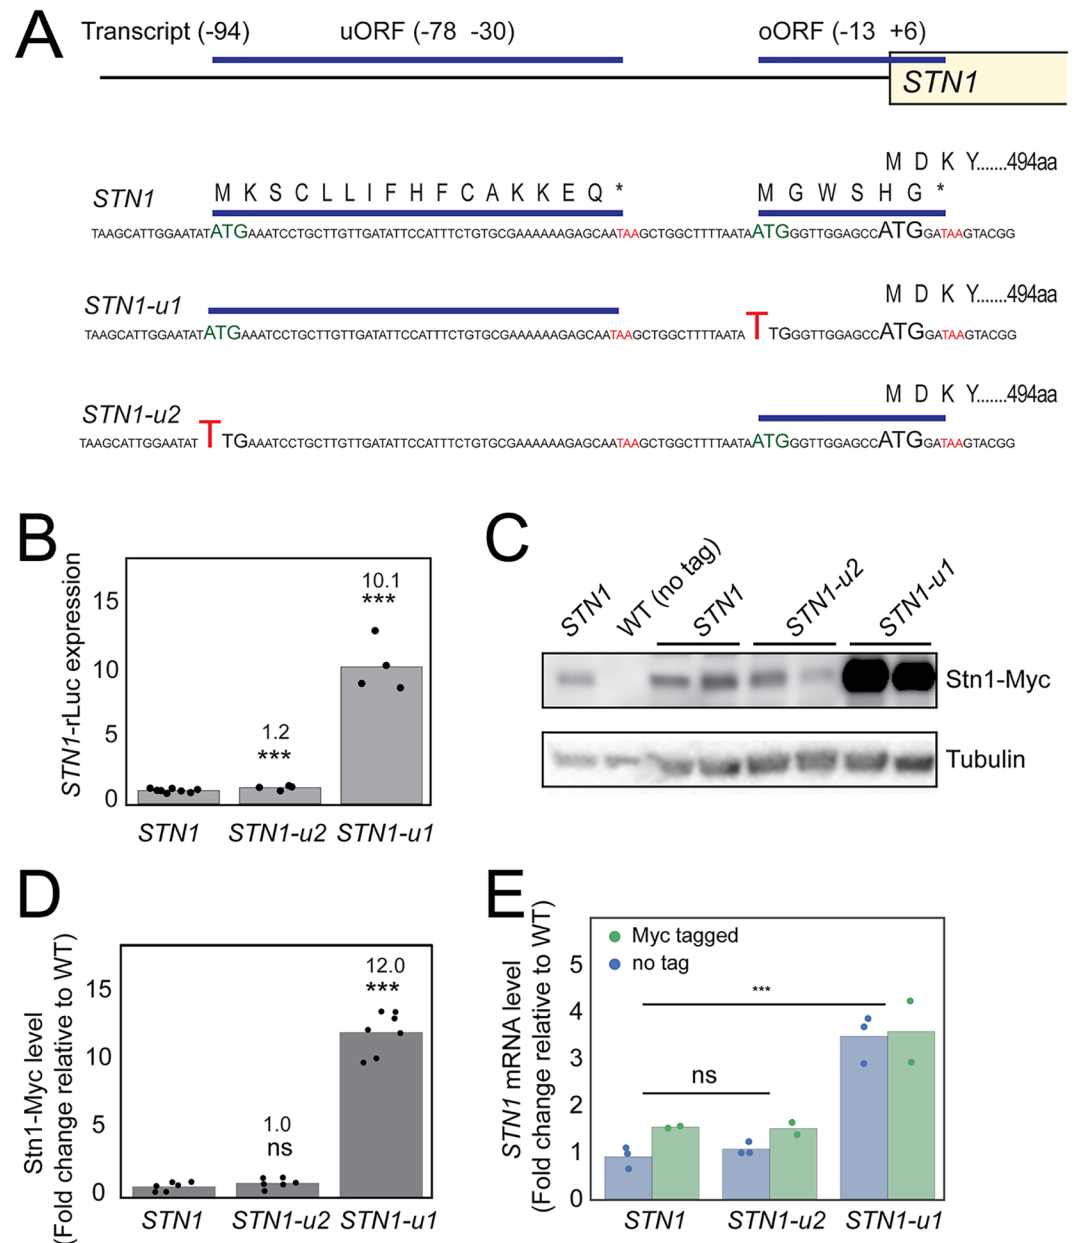 A
Transcript (-94)
uORF (-78 -30)
oORF (-13 +6)
STN1
M D K Y.......494aa
STN1
M K S C L L I F H F C A K K E Q *
M G W S H G *
TAAGCATTGGAATATATGAAATCCTGCTTGTTGATATTCCATTTCTGTGCGAAAAAAGAGCAATAAGCTGGCTTTTAATAATGGGTTGGAGCCATGGATAAGTACGG
M D K Y.......494aa
STN1-u1
TAAGCATTGGAATATATGAAATCCTGCTTGTTGATATTCCATTTCTGTGCGAAAAAAGAGCAATAAGCTGGCTTTTAATA T TGGGTTGGAGCCATGGATAAGTACGG
M D K Y.......494aa
STN1-u2
TAAGCATTGGAATAT T TGAAATCCTGCTTGTTGATATTCCATTTCTGTGCGAAAAAAGAGCAATAAGCTGGCTTTTAATAATGGGTTGGAGCCATGGATAAGTACGG
B
STN1-rLuc expression
15
10
5
0
1.2
***
10.1
***
STN1
STN1-u2
STN1-u1
C
STN1
WT (no tag)
STN1
STN1-u2
STN1-u1
Stn1-Myc
Tubulin
D
Stn1-Myc level
(Fold change relative to WT)
15
10
5
0
1.0
ns
12.0
***
STN1
STN1-u2
STN1-u1
E
STN1 mRNA level
(Fold change relative to WT)
Myc tagged
no tag
5
4
3
2
1
0
***
ns
STN1
STN1-u2
STN1-u1